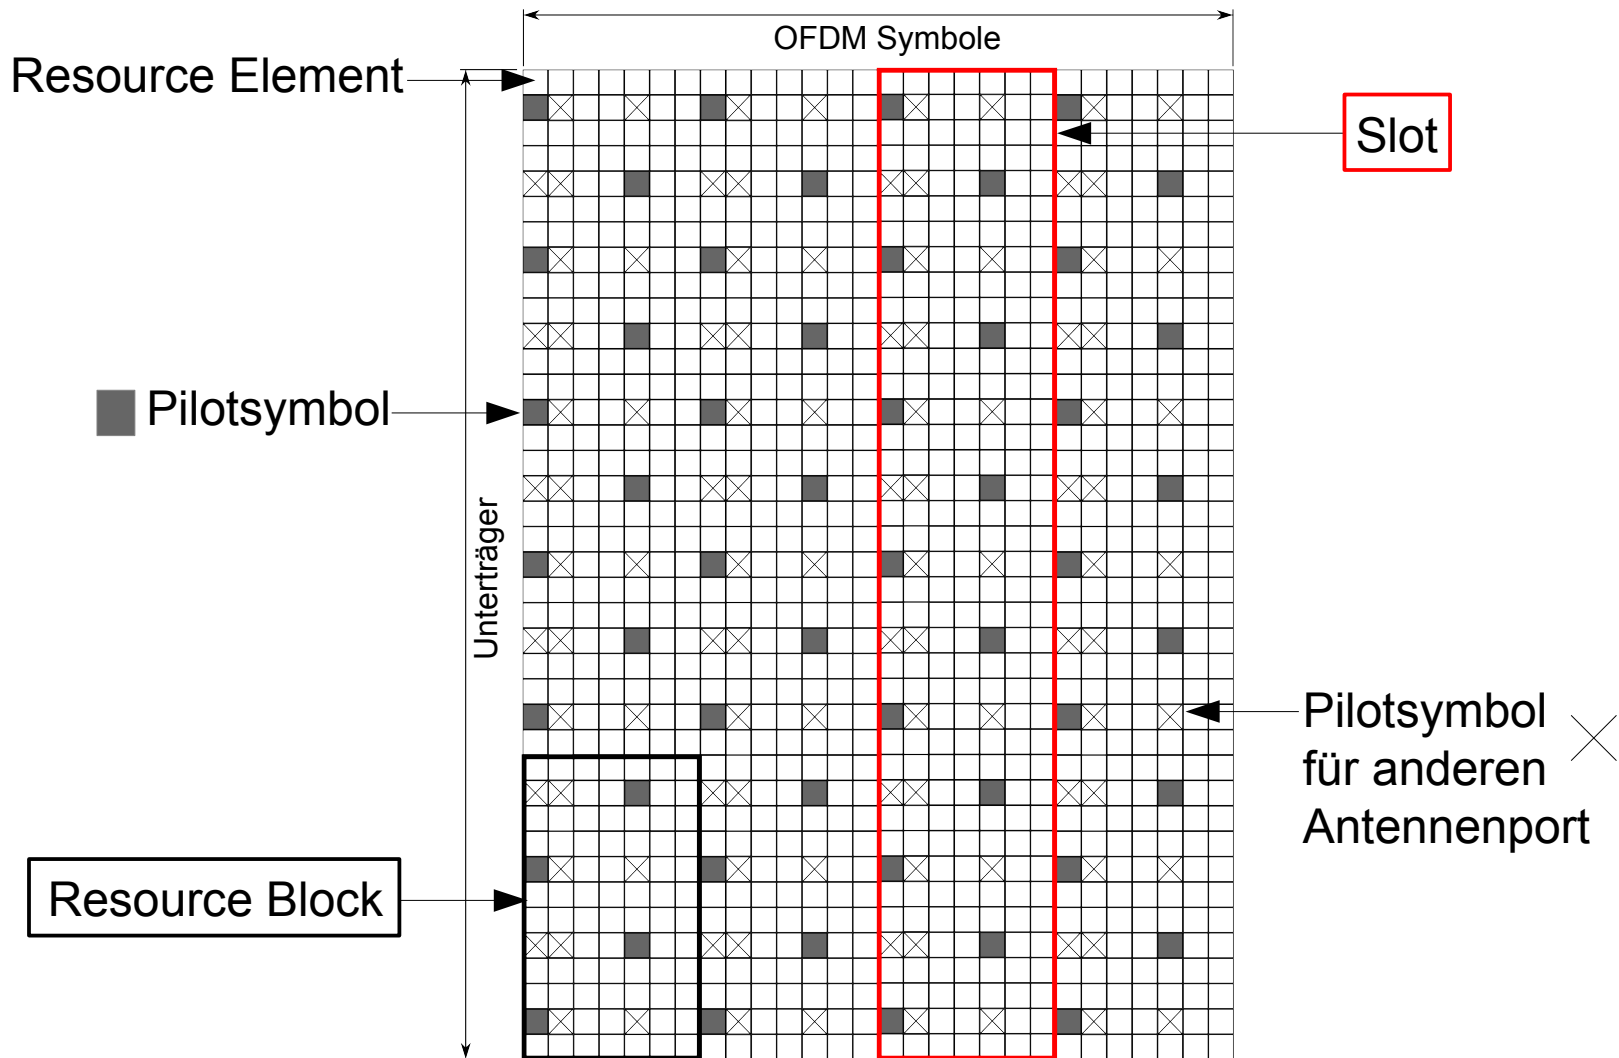 OFDM Symbole
Resource Element
Slot
Pilotsymbol
Unterträger
Pilotsymbol
für anderen
Antennenport
Resource Block